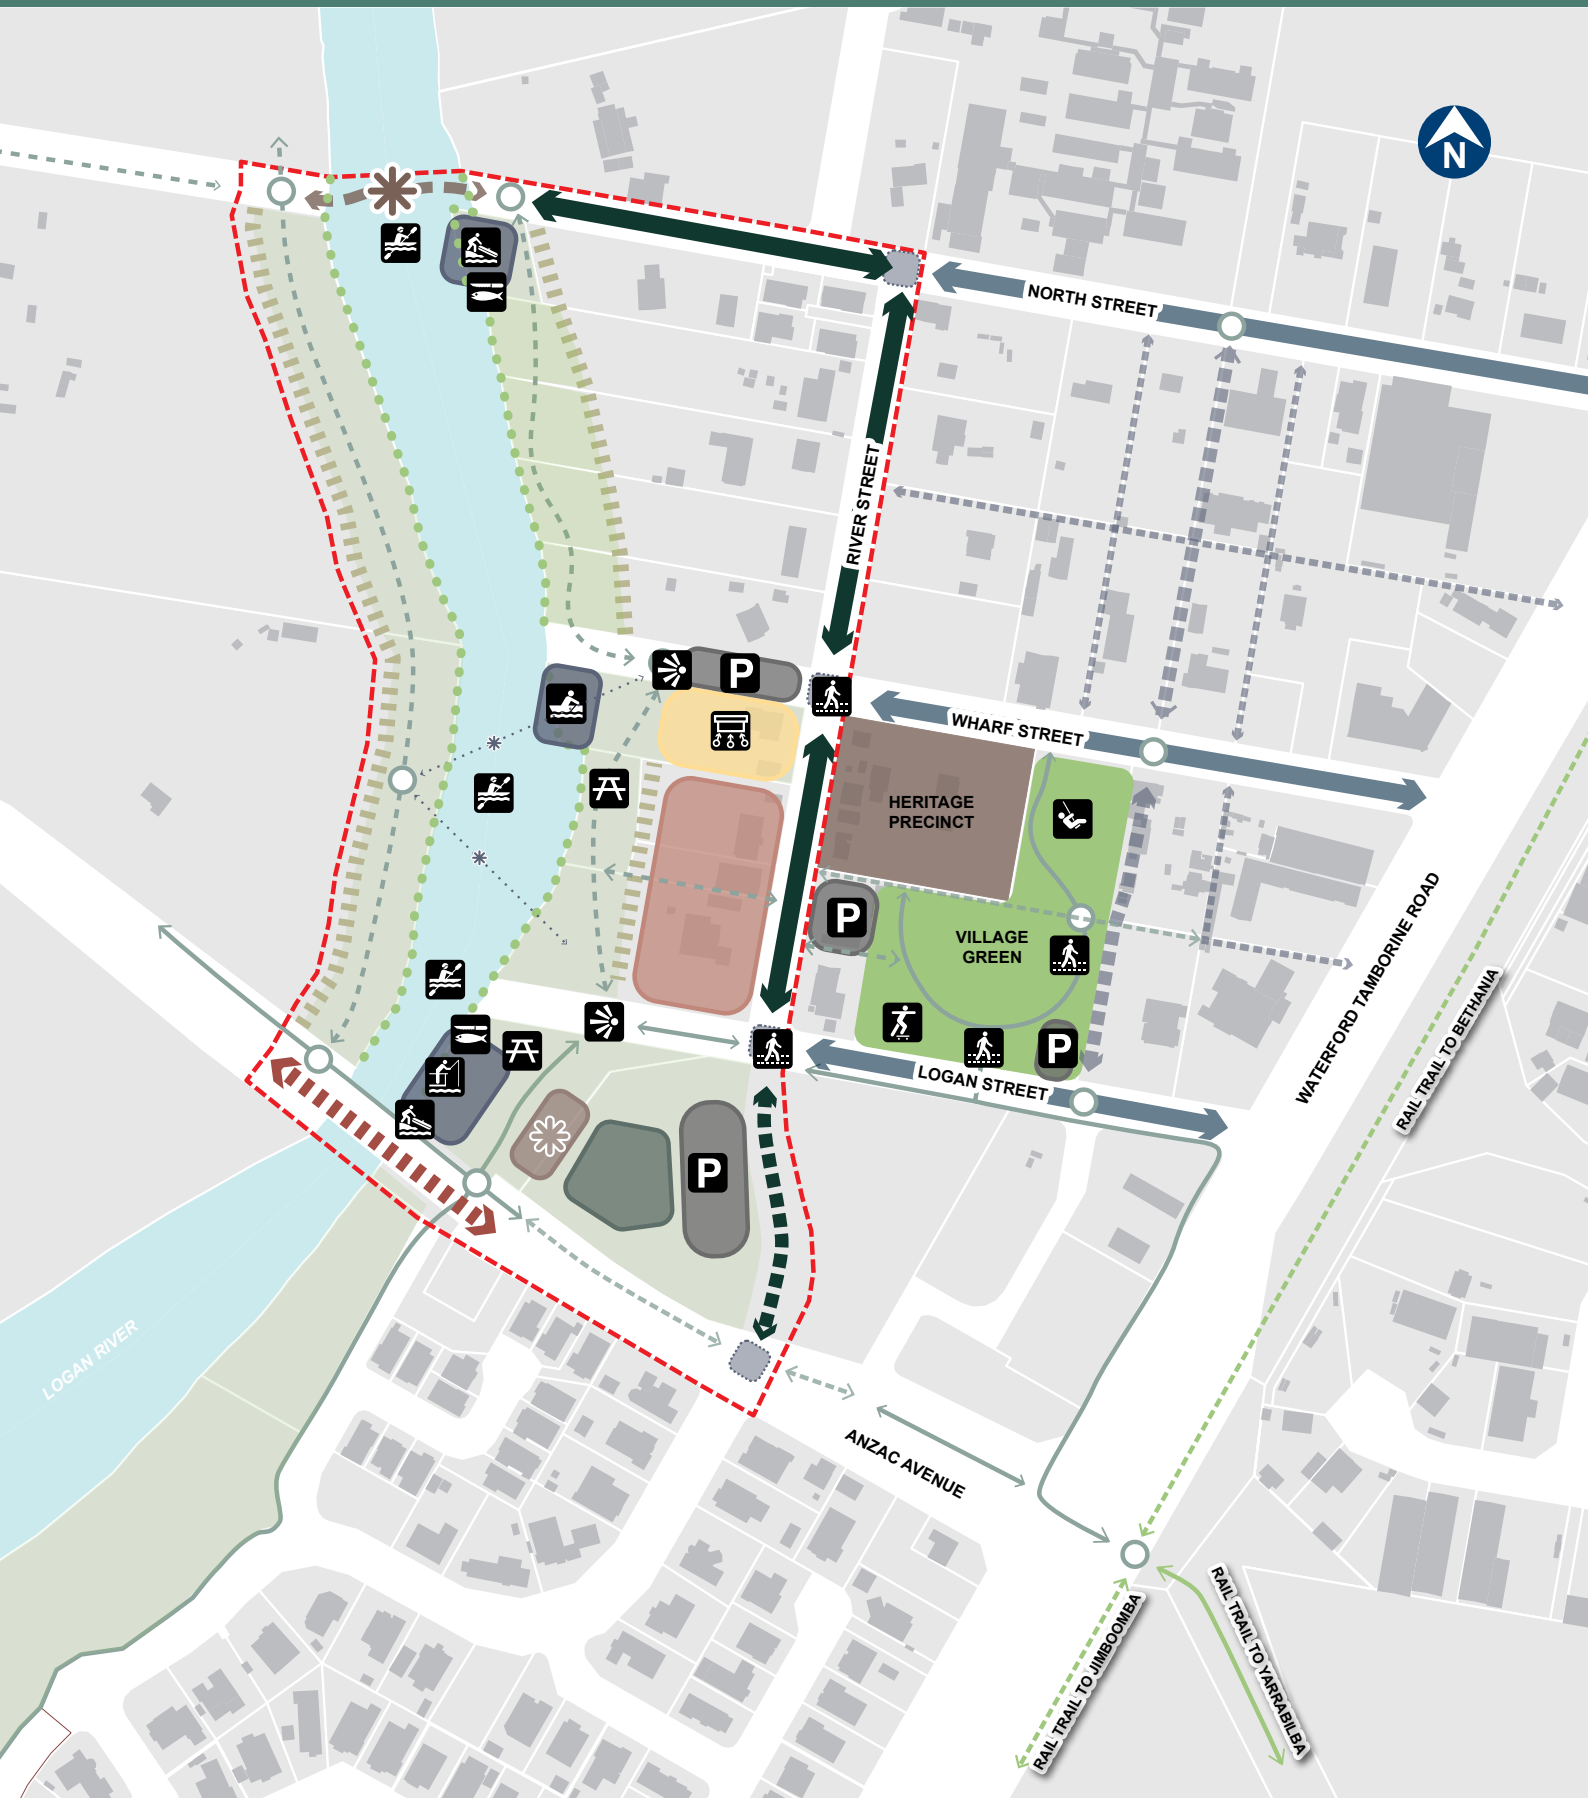 N
NORTH STREET
RIVER STREET
P
WHARF STREET
HERITAGE
PRECINCT
P
VILLAGE
GREEN
P
LOGAN STREET
WATERFORD TAMBORINE ROAD
RAIL TRAIL TO BETHANIA
P
LOGAN RIVER
ANZAC AVENUE
RAIL TRAIL TO JIMBOOMBA
RAIL TRAIL TO YARRABILBA